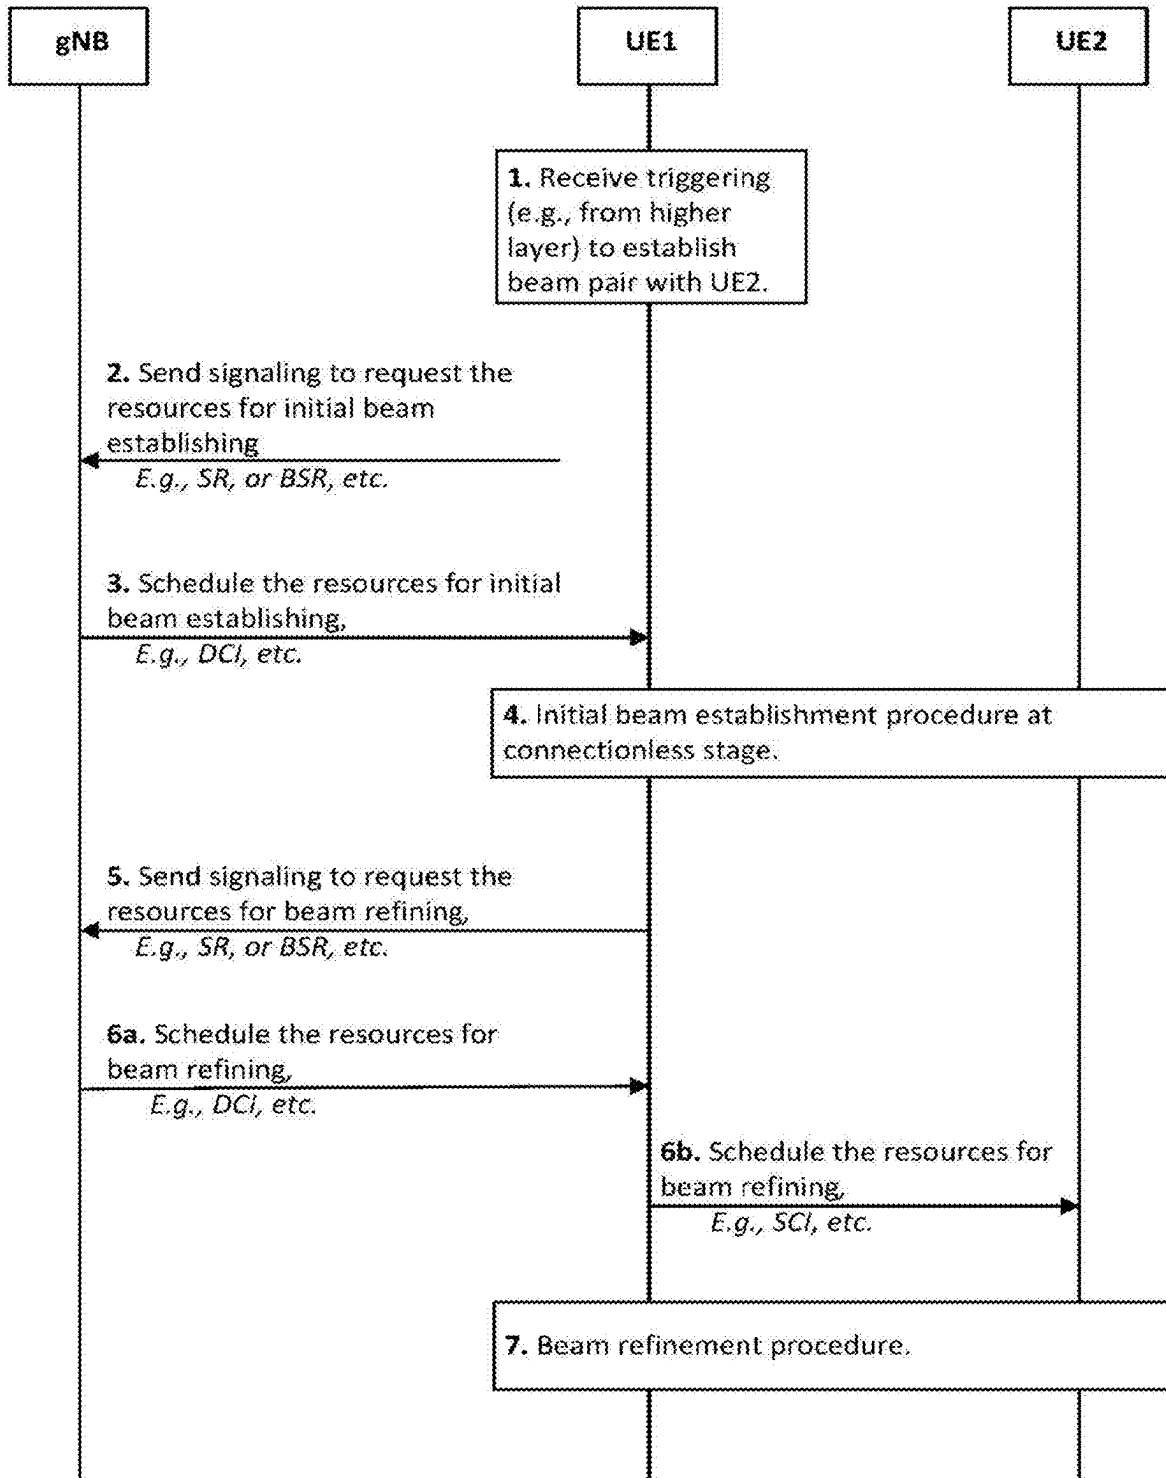 gNB
UE1
UE2
1. Receive triggering
(e.g., from higher
layer) to establish
beam pair with UE2.
2. Send signaling to request the
resources for initial beam
establishing
E.g., SR, or BSR, etc.
3. Schedule the resources for initial
beam establishing,
E.g., DCI, etc.
4. Initial beam establishment procedure at
connectionless stage.
5. Send signaling to request the
resources for beam refining,
E.g., SR, or BSR, etc.
6a. Schedule the resources for
beam refining,
E.g., DCI, etc.
6b. Schedule the resources for
beam refining,
E.g., SCI, etc.
7. Beam refinement procedure.